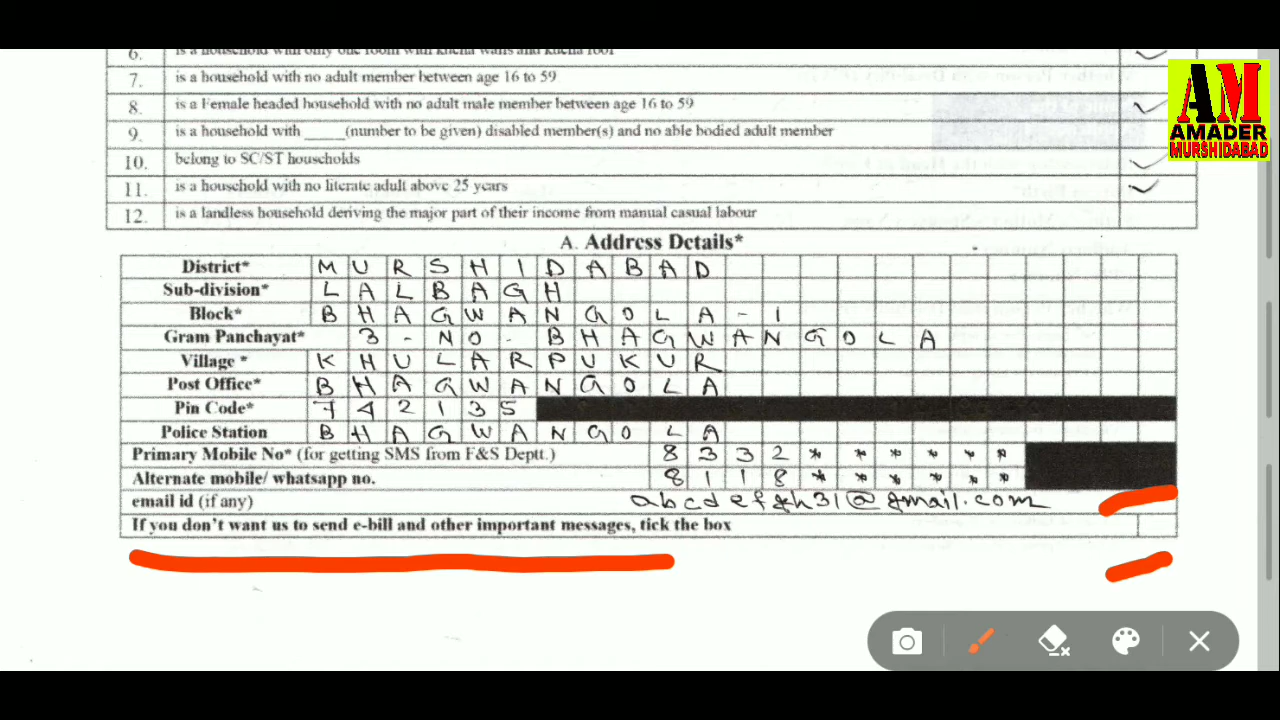 6. is a household with only one room with kucha walls and kucha roof
7. is a household with no adult member between age 16 to 59
8. is a Female headed household with no adult male member between age 16 to 59
9. is a household with _____(number to be given) disabled member(s) and no able bodied adult member
10. belong to SC/ST households
11. is a household with no literate adult above 25 years
12. is a landless household deriving the major part of their income from manual casual labour
AM
AMADER
MURSHIDABAD
A. Address Details*
District* MURSHIDABAD
Sub-division* LALBAGH
Block* BHAGWANGOLA-1
Gram Panchayat* 3-NO-BHAGWANGOLA
Village * KHULARPUKUR
Post Office* BHAGWANGOLA
Pin Code* 742135
Police Station BHAGWANGOLA
Primary Mobile No* (for getting SMS from F&S Deptt.) 8332******
Alternate mobile/ whatsapp no. 8118******
email id (if any) abcdefgh31@gmail.com
If you don't want us to send e-bill and other important messages, tick the box